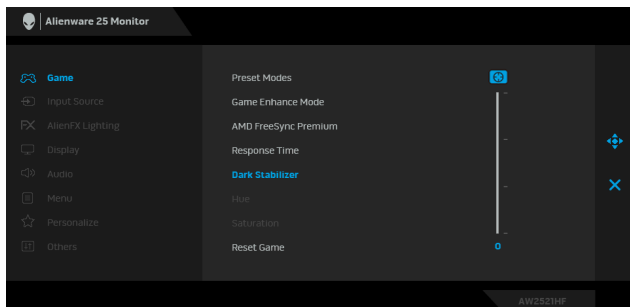 Alienware 25 Monitor
Game
Preset Modes
Input Source
Game Enhance Mode
FX AlienFX Lighting
AMD FreeSync Premium
Display
Response Time
Audio
Dark Stabilizer
Menu
Hue
Personalize
Saturation
Others
Reset Game
0
AW2521HF